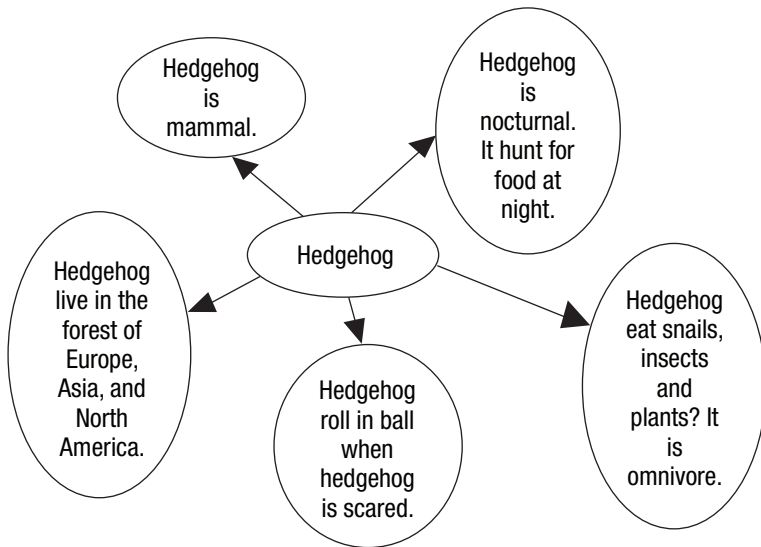 Hedgehog
is
mammal.
Hedgehog
is
nocturnal.
It hunt for
food at
night.
Hedgehog
Hedgehog
live in the
forest of
Europe,
Asia, and
North
America.
Hedgehog
roll in ball
when
hedgehog
is scared.
Hedgehog
eat snails,
insects
and
plants? It
is
omnivore.